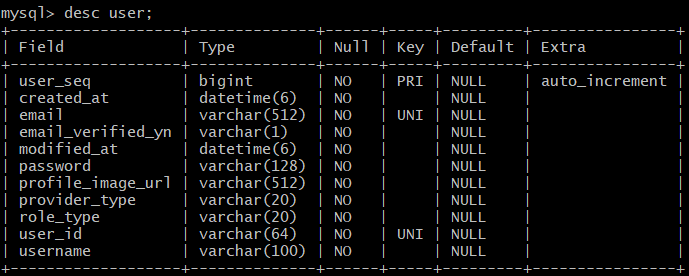 mysql> desc user;
+-------------------+--------------+------+-----+---------+----------------+
| Field             | Type         | Null | Key | Default | Extra          |
+-------------------+--------------+------+-----+---------+----------------+
| user_seq          | bigint       | NO   | PRI | NULL    | auto_increment |
| created_at        | datetime(6)  | NO   |     | NULL    |                |
| email             | varchar(512) | NO   | UNI | NULL    |                |
| email_verified_yn | varchar(1)   | NO   |     | NULL    |                |
| modified_at       | datetime(6)  | NO   |     | NULL    |                |
| password          | varchar(128) | NO   |     | NULL    |                |
| profile_image_url | varchar(512) | NO   |     | NULL    |                |
| provider_type     | varchar(20)  | NO   |     | NULL    |                |
| role_type         | varchar(20)  | NO   |     | NULL    |                |
| user_id           | varchar(64)  | NO   | UNI | NULL    |                |
| username          | varchar(100) | NO   |     | NULL    |                |
+-------------------+--------------+------+-----+---------+----------------+